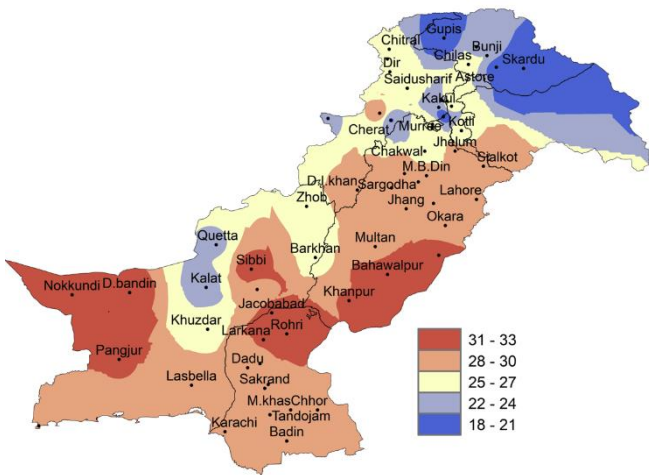 Gupis
Chitral
Bunji
Chilas
Dir
Skardu
Astore
Saidusharif
Kakul
Cherat
Murree
Kotli
Chakwal
Jhelum
Sialkot
M.B.Din
D.I.khan
Sargodha
Zhob
Jhang
Lahore
Okara
Quetta
Multan
Barkhan
Sibbi
Bahawalpur
Nokkundi
D.bandin
Kalat
Khanpur
Jacobabad
Khuzdar
Larkana
Rohri
31 - 33
Pangjur
Dadu
28 - 30
Lasbella
Sakrand
25 - 27
M.khas
Chhor
22 - 24
Karachi
Tandojam
18 - 21
Badin